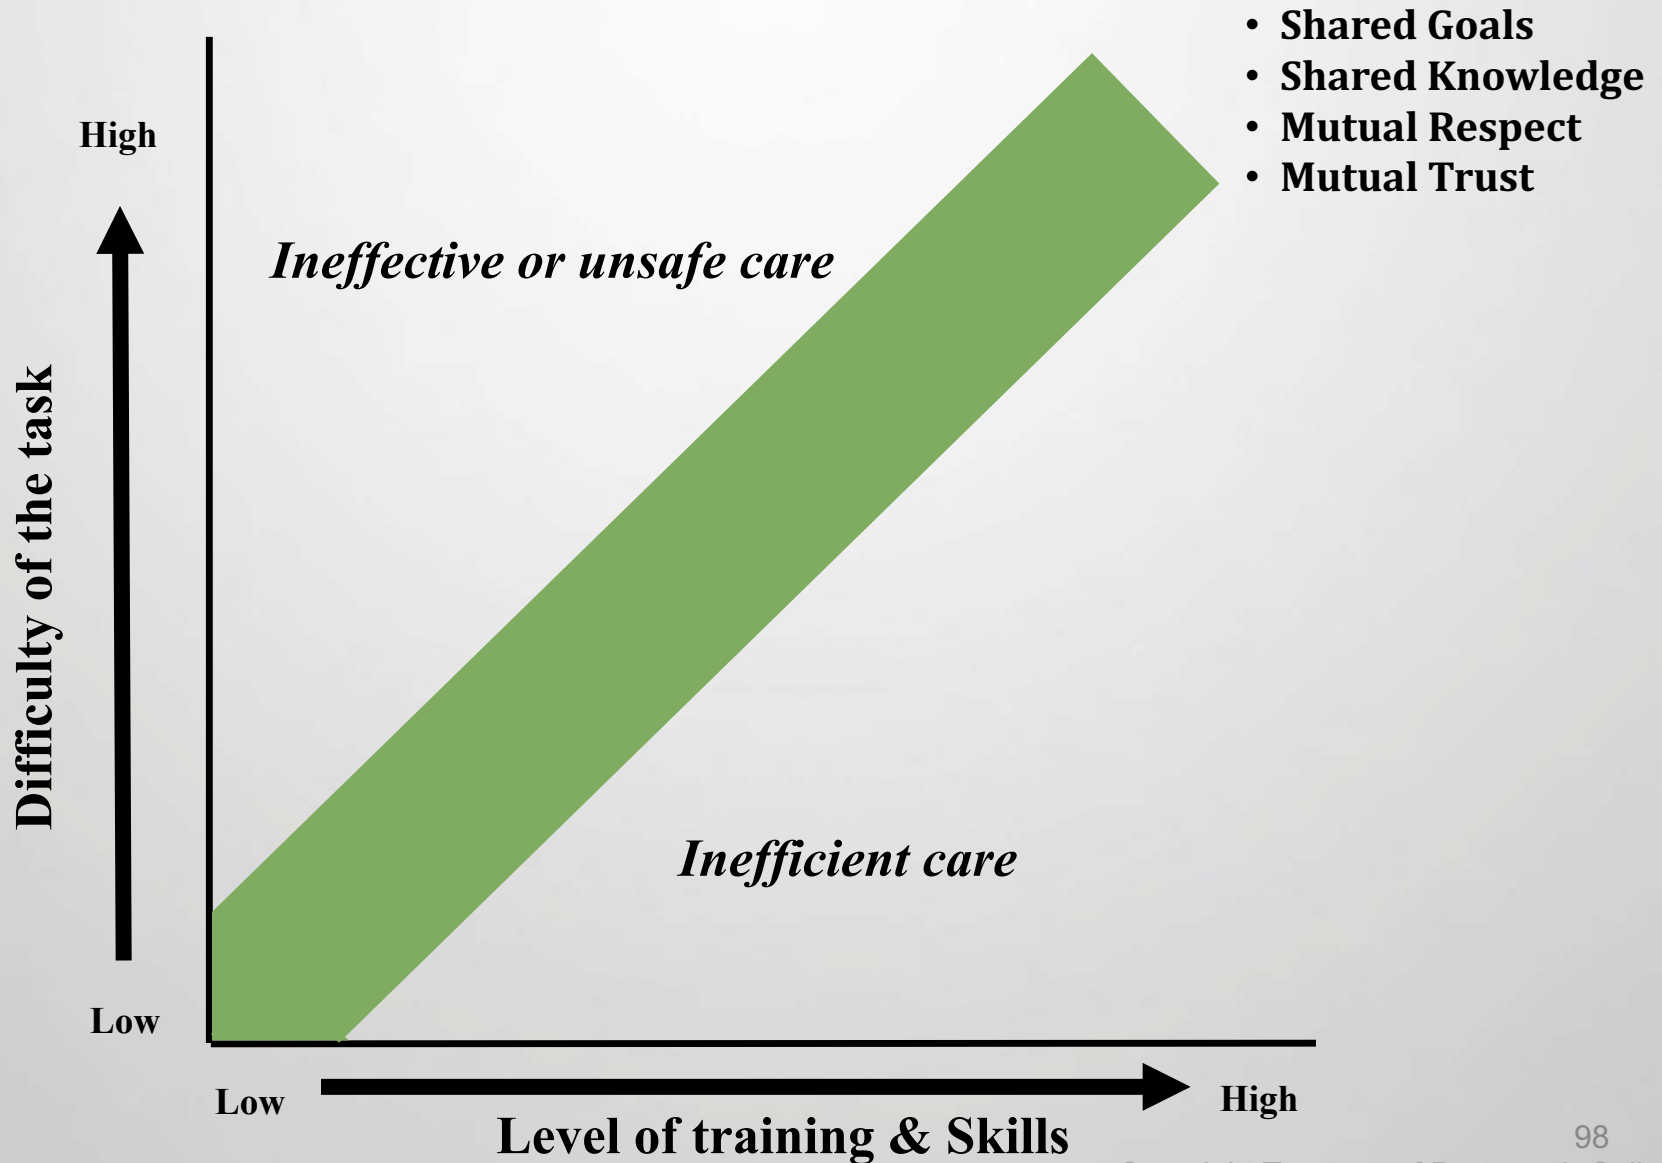 • Shared Goals
• Shared Knowledge
• Mutual Respect
• Mutual Trust
High
Ineffective or unsafe care
Difficulty of the task
Inefficient care
Low
Low
High
Level of training & Skills
98